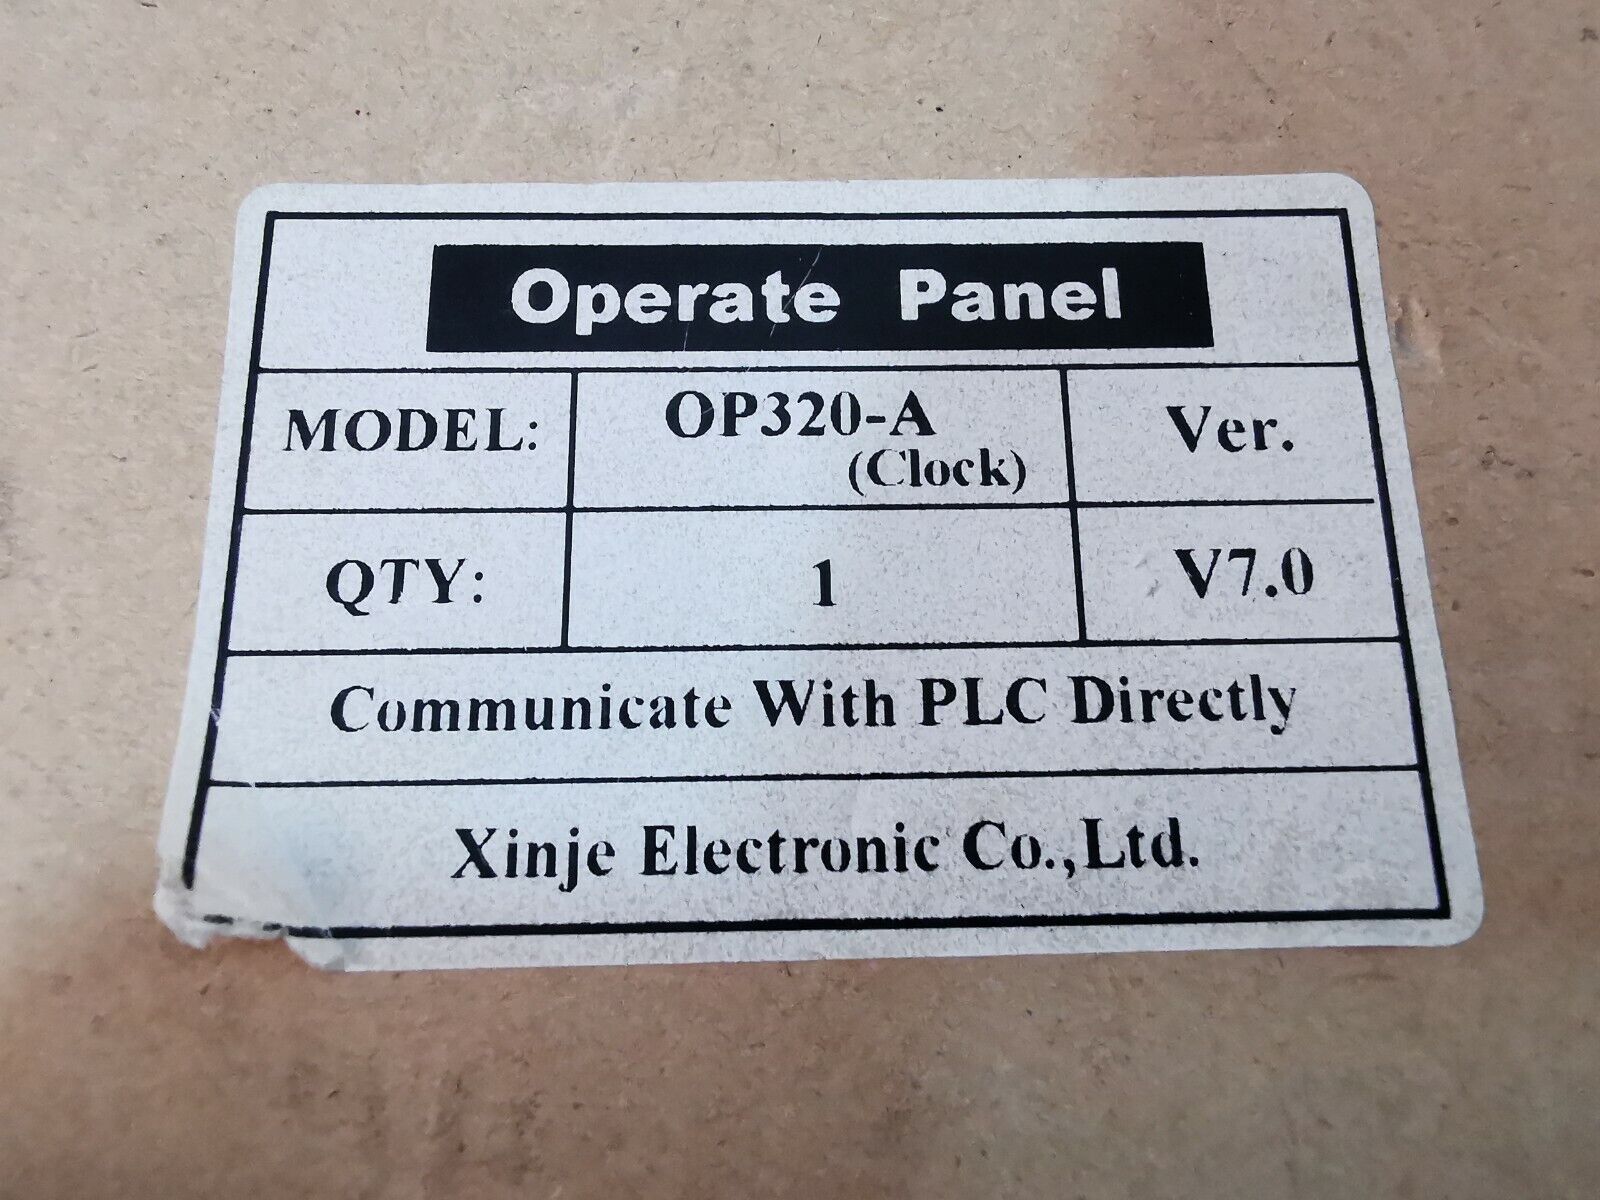 Operate Panel
MODEL: OP320-A Ver.
(Clock)
QTY: 1 V7.0
Communicate With PLC Directly
Xinje Electronic Co.,Ltd.